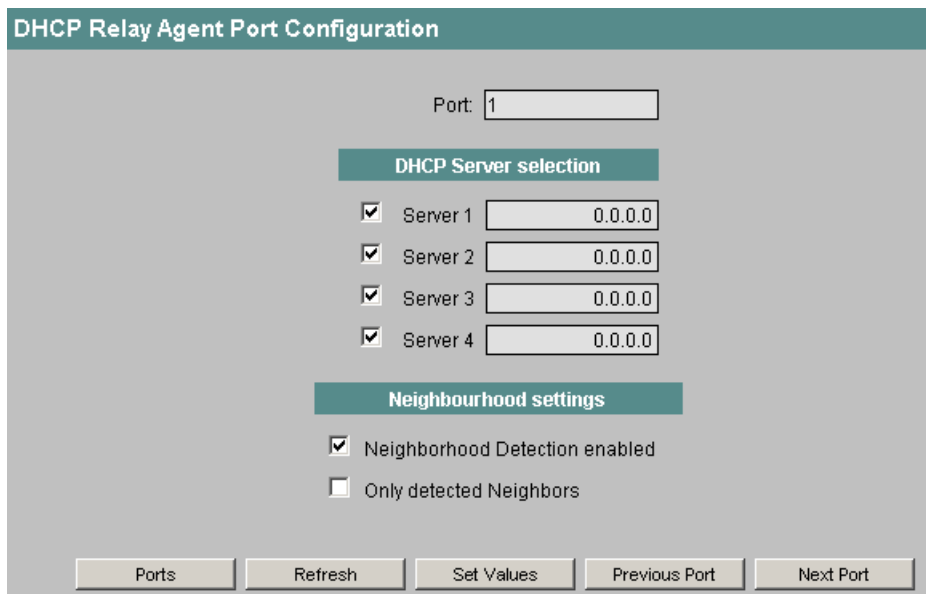 DHCP Relay Agent Port Configuration
Port: 1
DHCP Server selection
Server 1 0.0.0.0
Server 2 0.0.0.0
Server 3 0.0.0.0
Server 4 0.0.0.0
Neighbourhood settings
Neighborhood Detection enabled
Only detected Neighbors
Ports Refresh Set Values Previous Port Next Port